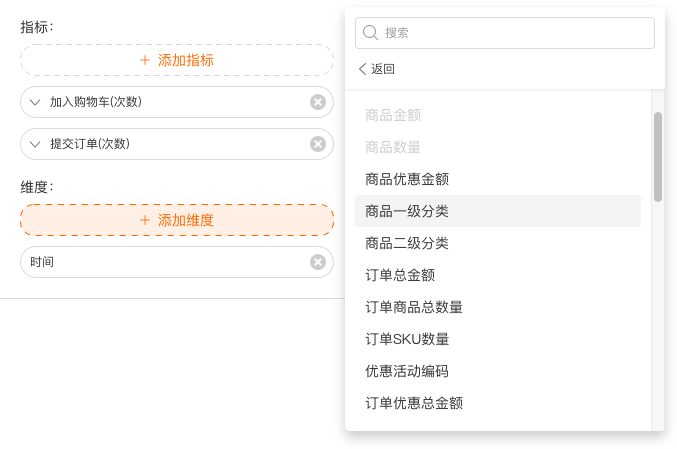 指标：
＋ 添加指标
加入购物车(次数)
提交订单(次数)
维度：
＋ 添加维度
时间
搜索
返回
商品金额
商品数量
商品优惠金额
商品一级分类
商品二级分类
订单总金额
订单商品总数量
订单SKU数量
优惠活动编码
订单优惠总金额